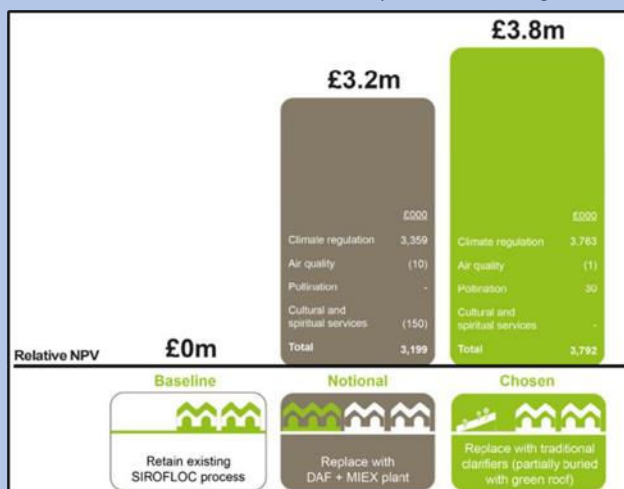 £3.8m
£3.2m
£000
Climate regulation 3,359
Air quality (10)
Pollination -
Cultural and
spiritual services (150)
Total 3,199
£000
Climate regulation 3,763
Air quality (1)
Pollination 30
Cultural and
spiritual services -
Total 3,792
Relative NPV £0m
Baseline
Notional
Chosen
Retain existing
SIROFLOC process
Replace with
DAF + MIEX plant
Replace with traditional
clarifiers (partially buried
with green roof)